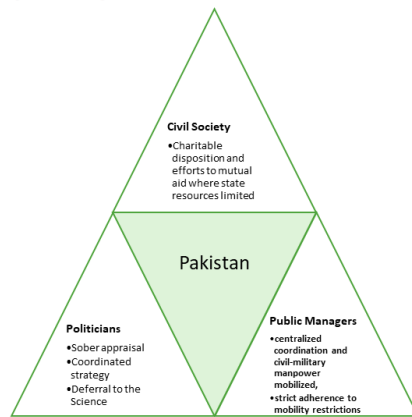 Civil Society
•Charitable
disposition and
efforts to mutual
aid where state
resources limited
Pakistan
Politicians
•Sober appraisal
•Coordinated
strategy
•Deferral to the
Science
Public Managers
•centralized
coordination and
civil-military
manpower
mobilized,
•strict adherence to
mobility restrictions